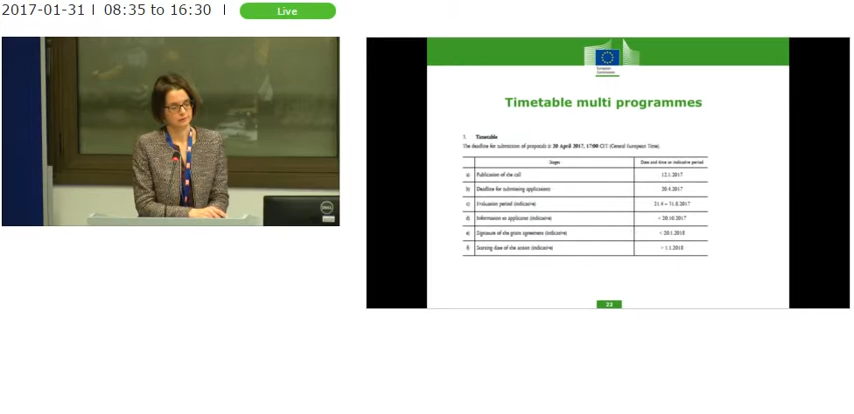 2017-01-31 | 08:35 to 16:30 |
Live
DELL
European
Commission
Timetable multi programmes
7. Timetable
The deadline for submission of proposals is 20 April 2017, 17:00 CET (Central European Time).
Stages Date and time or indicative period
a) Publication of the call 12.1.2017
b) Deadline for submitting applications 20.4.2017
c) Evaluation period (indicative) 21.4 – 31.8.2017
d) Information to applicants (indicative) < 20.10.2017
e) Signature of the grant agreement (indicative) < 20.1.2018
f) Starting date of the action (indicative) > 1.1.2018
22